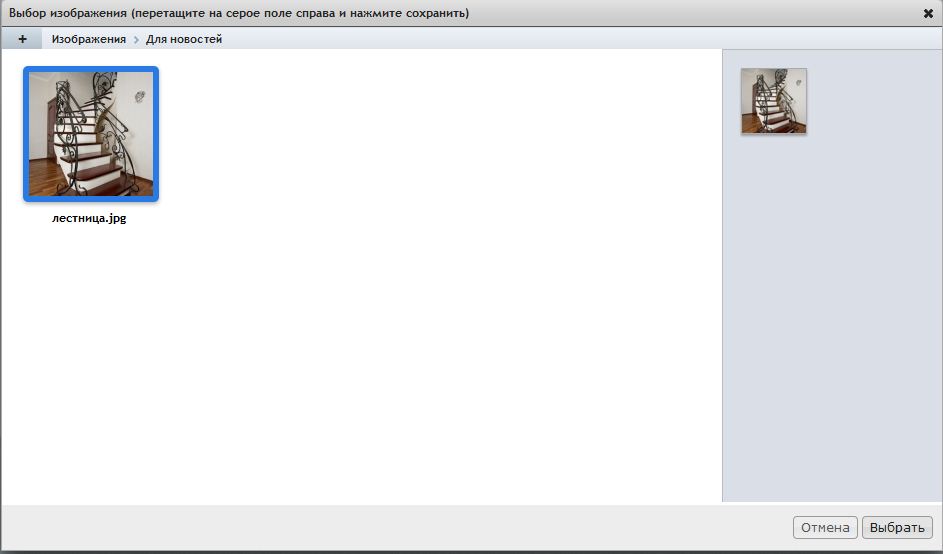 Выбор изображения (перетащите на серое поле справа и нажмите сохранить)
+ Изображения > Для новостей
лестница.jpg
Отмена Выбрать